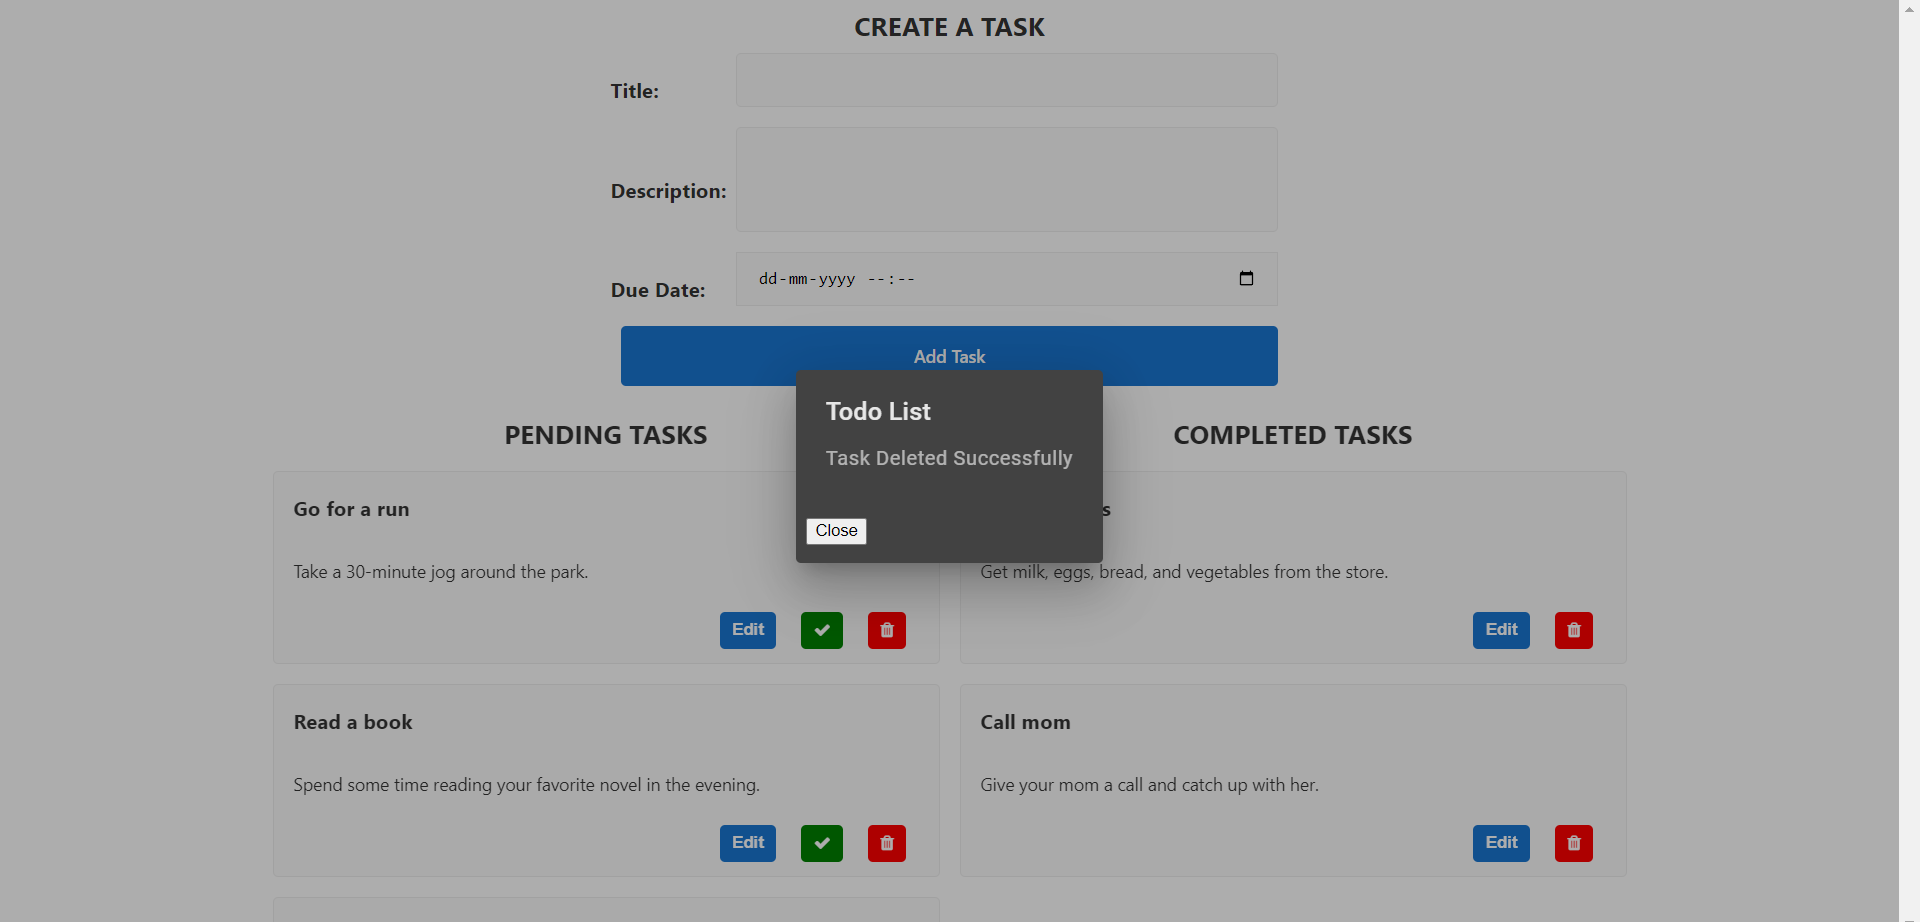 CREATE A TASK
Title:
Description:
Due Date:
dd-mm-yyyy --:--
Add Task
Todo List
Task Deleted Successfully
Close
PENDING TASKS
Go for a run
Take a 30-minute jog around the park.
Edit
Read a book
Spend some time reading your favorite novel in the evening.
Edit
COMPLETED TASKS
Get milk, eggs, bread, and vegetables from the store.
Edit
Call mom
Give your mom a call and catch up with her.
Edit